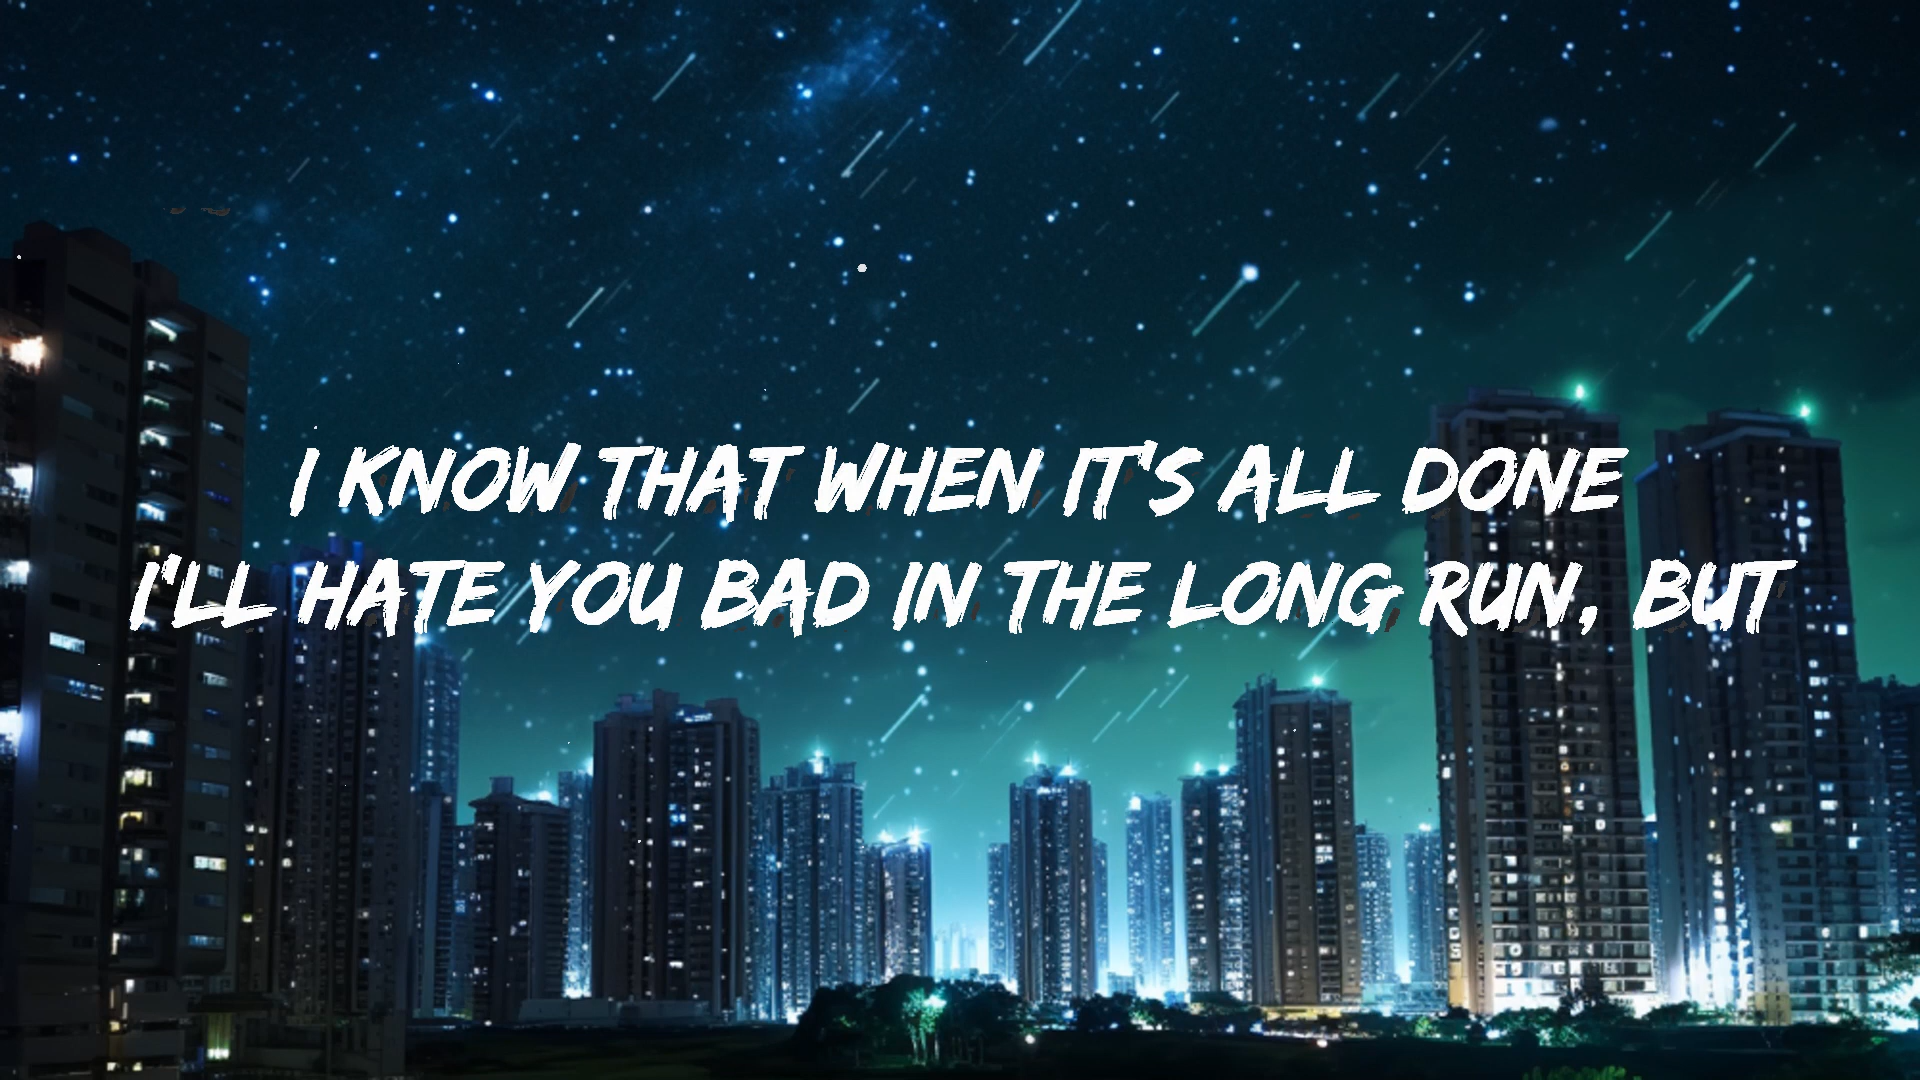 I KNOW THAT WHEN IT'S ALL DONE
I'LL HATE YOU BAD IN THE LONG RUN, BUT